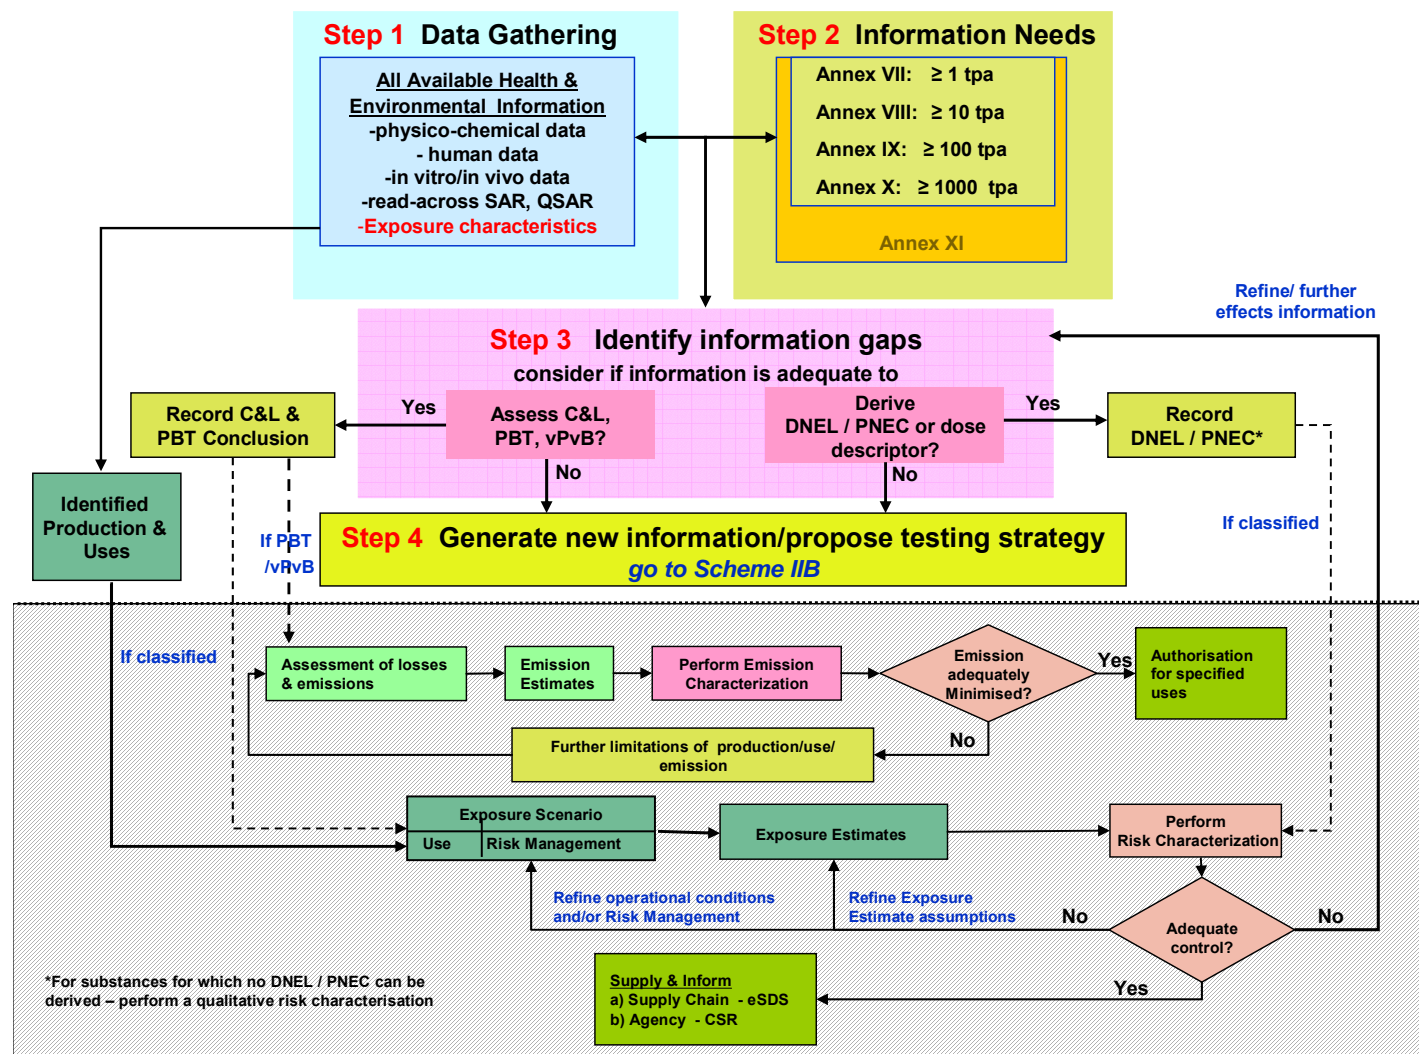 Step 1 Data Gathering
All Available Health &
Environmental Information
-physico-chemical data
- human data
-in vitro/in vivo data
-read-across SAR, QSAR
-Exposure characteristics
Step 2 Information Needs
Annex VII: ≥ 1 tpa
Annex VIII: ≥ 10 tpa
Annex IX: ≥ 100 tpa
Annex X: ≥ 1000 tpa
Annex XI
Refine/ further
effects information
Step 3 Identify information gaps
consider if information is adequate to
Record C&L &
PBT Conclusion
Yes
Assess C&L,
PBT, vPvB?
No
Derive
DNEL / PNEC or dose
descriptor?
No
Yes
Record
DNEL / PNEC*
Identified
Production &
Uses
If PBT
/vPvB
Step 4 Generate new information/propose testing strategy
go to Scheme IIB
If classified
If classified
Assessment of losses
& emissions
Emission
Estimates
Perform Emission
Characterization
Emission
adequately
Minimised?
Yes
Authorisation
for specified
uses
No
Further limitations of production/use/
emission
Exposure Scenario
Use
Risk Management
Exposure Estimates
Perform
Risk Characterization
Refine operational conditions
and/or Risk Management
Refine Exposure
Estimate assumptions
No
Adequate
control?
No
Yes
Supply & Inform
a) Supply Chain - eSDS
b) Agency - CSR
*For substances for which no DNEL / PNEC can be
derived – perform a qualitative risk characterisation